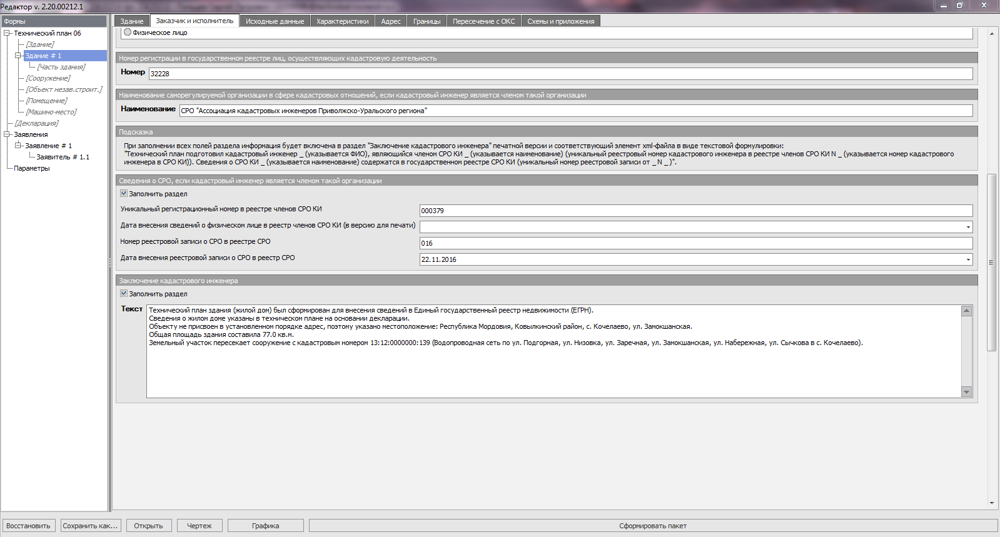 Редактор v. 2.20.00212.1
Формы
Технический план 06
[Здание]
Здание # 1
[Часть здания]
[Сооружение]
[Объект незав.строит.]
[Помещение]
[Машино-место]
[Декларация]
Заявления
Заявление # 1
Заявитель # 1.1
Параметры
Здание Заказчик и исполнитель Исходные данные Характеристики Адрес Границы Пересечение с ОКС Схемы и приложения
Физическое лицо
Номер регистрации в государственном реестре лиц, осуществляющих кадастровую деятельность
Номер 32228
Наименование саморегулируемой организации в сфере кадастровых отношений, если кадастровый инженер является членом такой организации
Наименование СРО "Ассоциация кадастровых инженеров Приволжско-Уральского региона"
Подсказка
При заполнении всех полей раздела информация будет включена в раздел "Заключение кадастрового инженера" печатной версии и соответствующий элемент xml-файла в виде текстовой формулировки:
"Технический план подготовил кадастровый инженер _ (указывается ФИО), являющийся членом СРО КИ _ (указывается наименование) (уникальный реестровый номер кадастрового инженера в реестре членов СРО КИ N _ (указывается номер кадастрового
инженера в СРО КИ)). Сведения о СРО КИ _ (указывается наименование) содержатся в государственном реестре СРО КИ (уникальный номер реестровой записи от _ N _ )".
Сведения о СРО, если кадастровый инженер является членом такой организации
Заполнить раздел
Уникальный регистрационный номер в реестре членов СРО КИ 000379
Дата внесения сведений о физическом лице в реестр членов СРО КИ (в версию для печати)
Номер реестровой записи о СРО в реестре СРО 016
Дата внесения реестровой записи о СРО в реестр СРО 22.11.2016
Заключение кадастрового инженера
Заполнить раздел
Текст Технический план здания (жилой дом) был сформирован для внесения сведений в Единый государственный реестр недвижимости (ЕГРН).
Сведения о жилом доме указаны в техническом плане на основании декларации.
Объекту не присвоен в установленном порядке адрес, поэтому указано местоположение: Республика Мордовия, Ковылкинский район, с. Кочелаево, ул. Замокшанская.
Общая площадь здания составила 77.0 кв.м.
Земельный участок пересекает сооружение с кадастровым номером 13:12:0000000:139 (Водопроводная сеть по ул. Подгорная, ул. Низовка, ул. Заречная, ул. Замокшанская, ул. Набережная, ул. Сычкова в с. Кочелаево).
Восстановить Сохранить как... Открыть Чертеж Графика Сформировать пакет